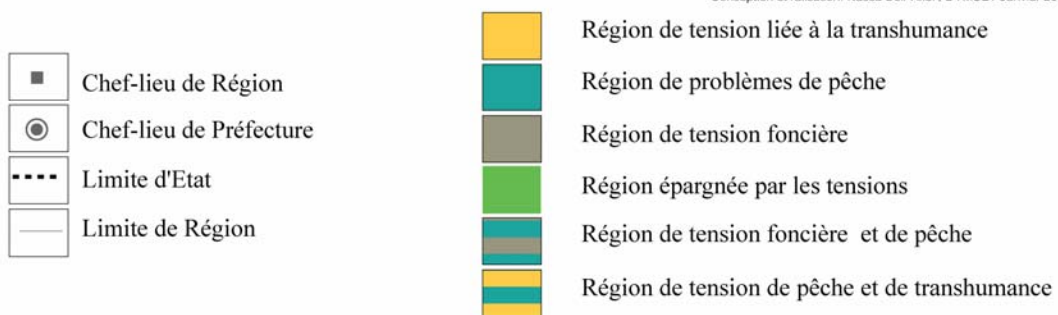 Région de tension liée à la transhumance
Chef-lieu de Région
Région de problèmes de pêche
Chef-lieu de Préfecture
Région de tension foncière
Limite d'Etat
Région épargnée par les tensions
Limite de Région
Région de tension foncière et de pêche
Région de tension de pêche et de transhumance